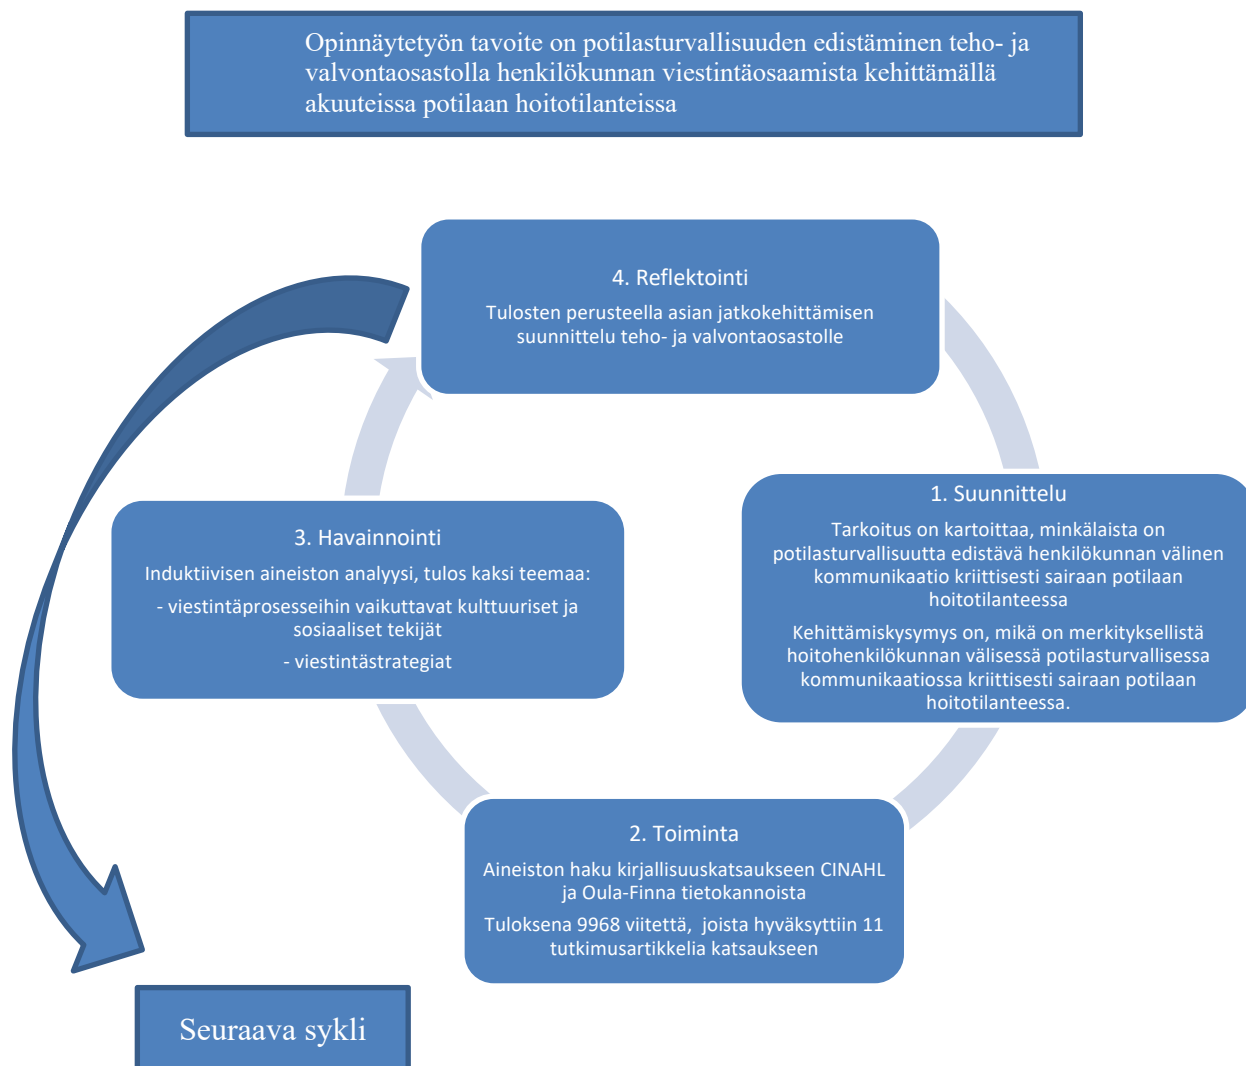 Opinnäytetyön tavoite on potilasturvallisuuden edistäminen teho- ja
valvontaosastolla henkilökunnan viestintäosaamista kehittämällä
akuuteissa potilaan hoitotilanteissa
4. Reflektointi
Tulosten perusteella asian jatkokehittämisen
suunnittelu teho- ja valvontaosastolle
1. Suunnittelu
Tarkoitus on kartoittaa, minkälaista on
potilasturvallisuutta edistävä henkilökunnan välinen
kommunikaatio kriittisesti sairaan potilaan
hoitotilanteessa
Kehittämiskysymys on, mikä on merkityksellistä
hoitohenkilökunnan välisessä potilasturvallisessa
kommunikaatiossa kriittisesti sairaan potilaan
hoitotilanteessa.
2. Toiminta
Aineiston haku kirjallisuuskatsaukseen CINAHL
ja Oula-Finna tietokannoista
Tuloksena 9968 viitettä, joista hyväksyttiin 11
tutkimusartikkelia katsaukseen
3. Havainnointi
Induktiivisen aineiston analyysi, tulos kaksi teemaa:
- viestintäprosesseihin vaikuttavat kulttuuriset ja
sosiaaliset tekijät
- viestintästrategiat
Seuraava sykli